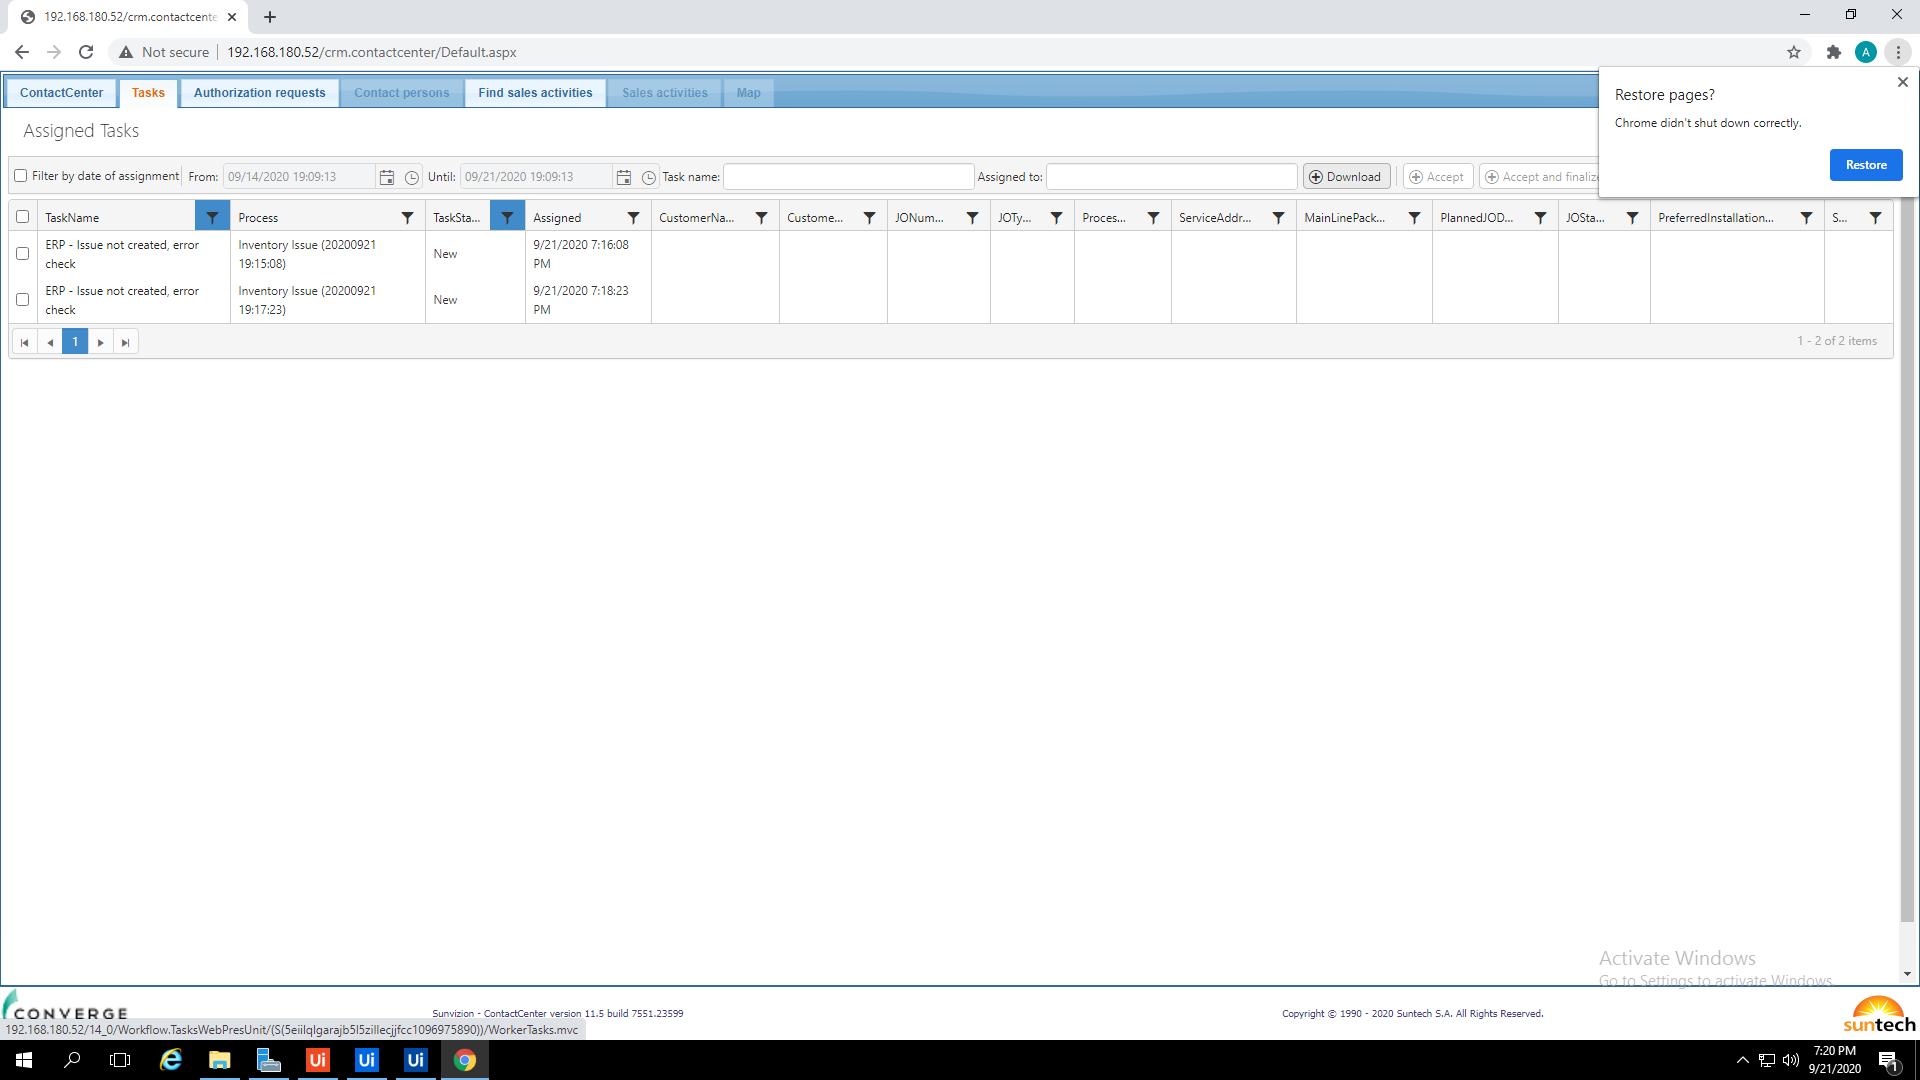 192.168.180.52/crm.contactcente
Not secure
192.168.180.52/crm.contactcenter/Default.aspx
A
ContactCenter
Tasks
Authorization requests
Contact persons
Find sales activities
Sales activities
Map
Restore pages?
Chrome didn't shut down correctly.
Restore
Assigned Tasks
Filter by date of assignment
From:
09/14/2020 19:09:13
Until:
09/21/2020 19:09:13
Task name:
Assigned to:
Download
Accept
Accept and finalize
TaskName
Process
TaskSta...
Assigned
CustomerNa...
Custome...
JONum...
JOTy...
Proces...
ServiceAddr...
MainLinePack...
PlannedJOD...
JOSta...
PreferredInstallation...
S...
ERP - Issue not created, error
check
Inventory Issue (20200921
19:15:08)
New
9/21/2020 7:16:08
PM
ERP - Issue not created, error
check
Inventory Issue (20200921
19:17:23)
New
9/21/2020 7:18:23
PM
1
1 - 2 of 2 items
Activate Windows
Go to Settings to activate Windows.
CONVERGE
Sunvizion - ContactCenter version 11.5 build 7551.23599
Copyright © 1990 - 2020 Suntech S.A. All Rights Reserved.
suntech
192.168.180.52/14_0/Workflow.TasksWebPresUnit/(S(5eiilqlgarajb5l5zillecjjfcc1096975890))/WorkerTasks.mvc
Ui
Ui
Ui
7:20 PM
9/21/2020
1